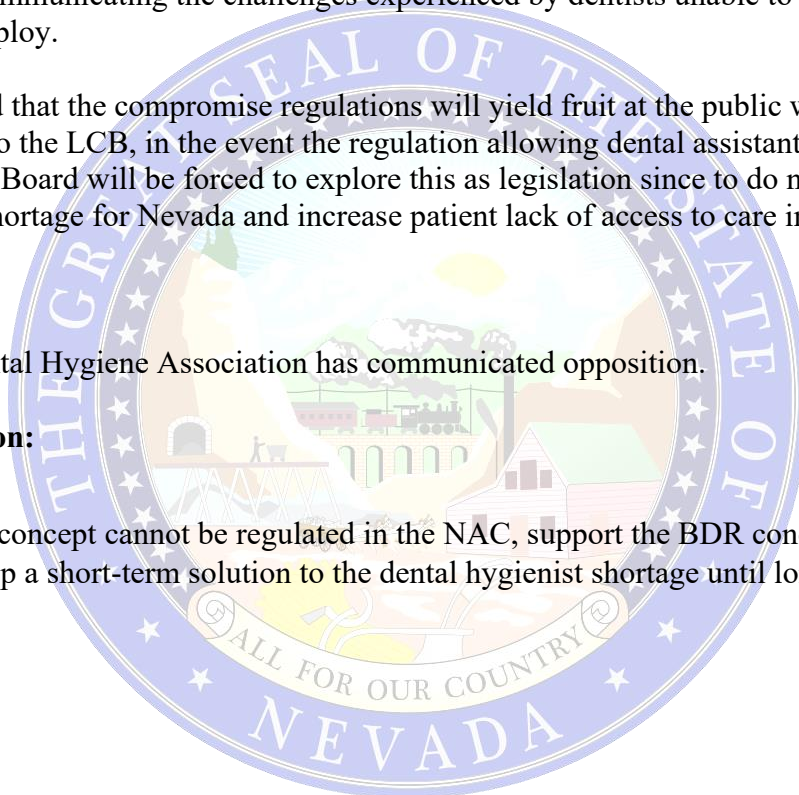 mmunicating the challenges experienced by dentists unable to
ploy.
d that the compromise regulations will yield fruit at the public w
o the LCB, in the event the regulation allowing dental assistant
Board will be forced to explore this as legislation since to do n
hortage for Nevada and increase patient lack of access to care in
tal Hygiene Association has communicated opposition.
on:
concept cannot be regulated in the NAC, support the BDR con
p a short-term solution to the dental hygienist shortage until lo
THE GREAT SEAL OF THE STATE OF
NEVADA
ALL FOR OUR COUNTRY